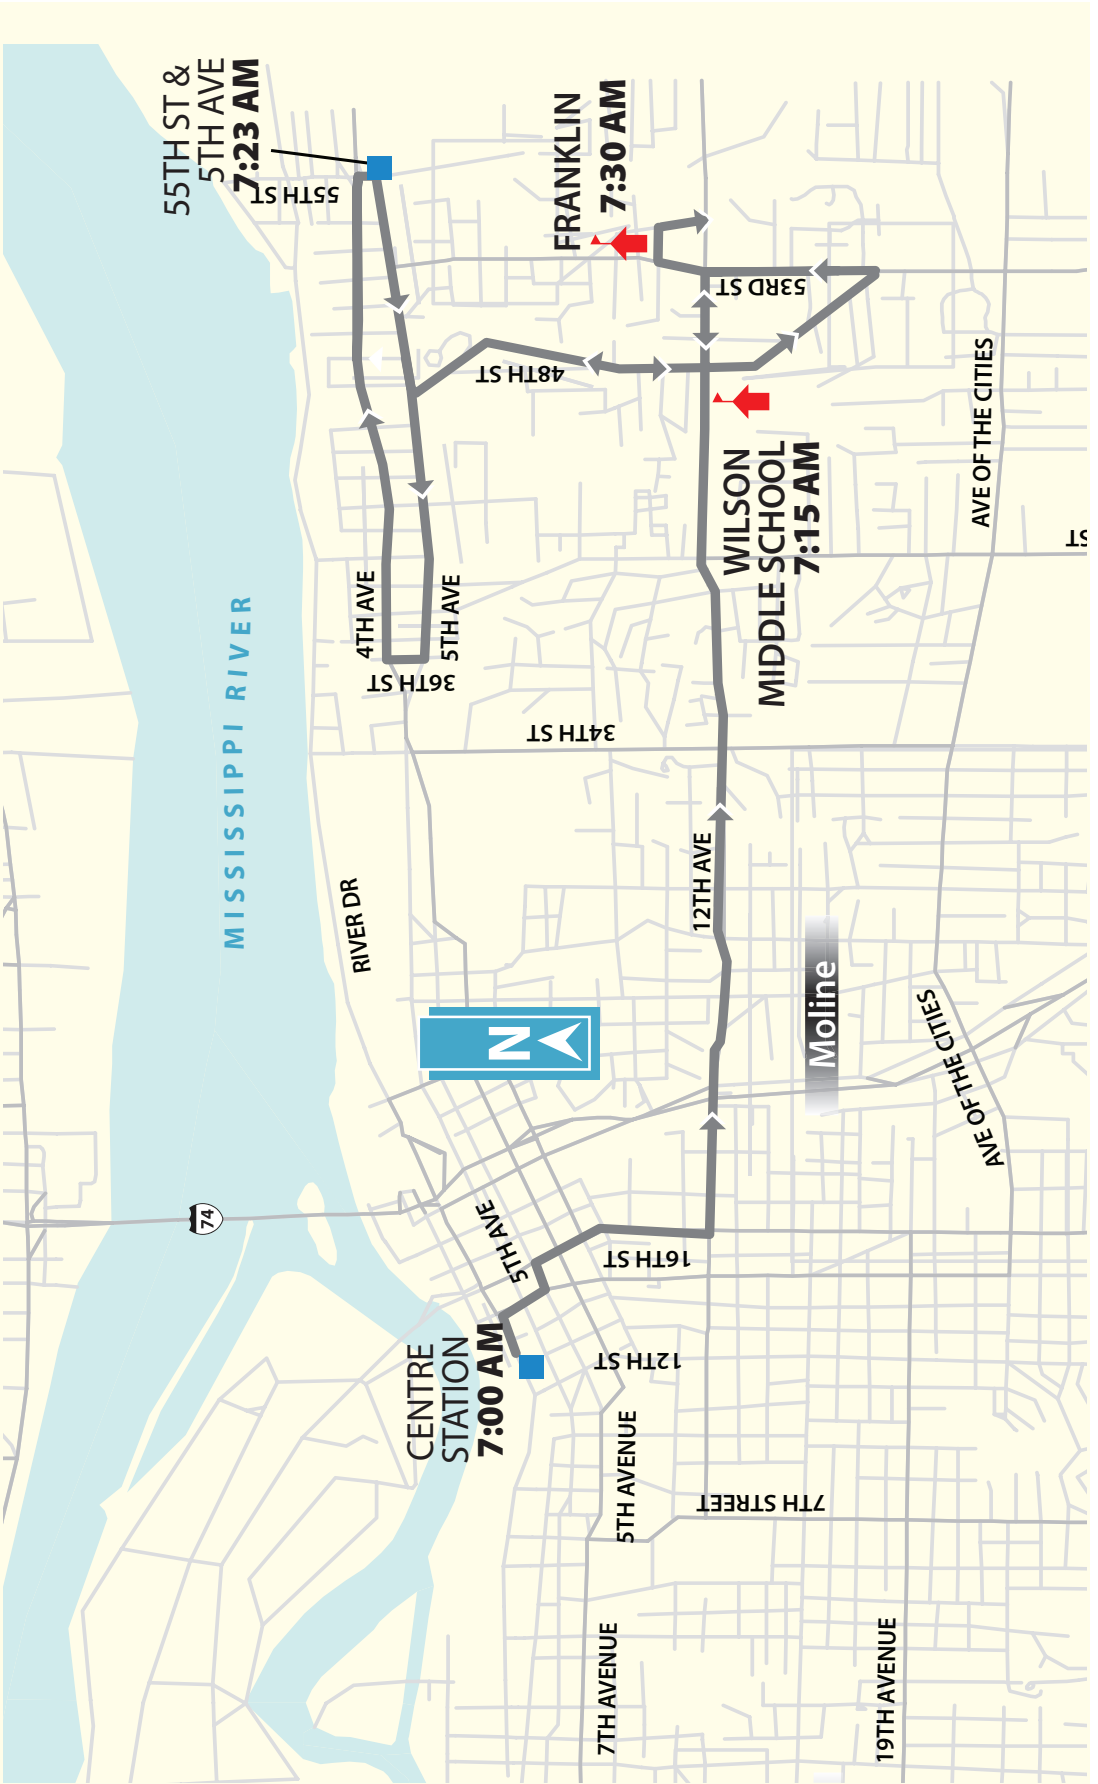 55TH ST &
5TH AVE
7:23 AM
55TH ST
FRANKLIN
7:30 AM
53RD ST
48TH ST
AVE OF THE CITIES
WILSON
MIDDLE SCHOOL
7:15 AM
ST
4TH AVE
5TH AVE
36TH ST
34TH ST
MISSISSIPPI RIVER
RIVER DR
12TH AVE
N
Moline
AVE OF THE CITIES
74
5TH AVE
16TH ST
CENTRE
STATION
7:00 AM
12TH ST
5TH AVENUE
7TH STREET
7TH AVENUE
19TH AVENUE